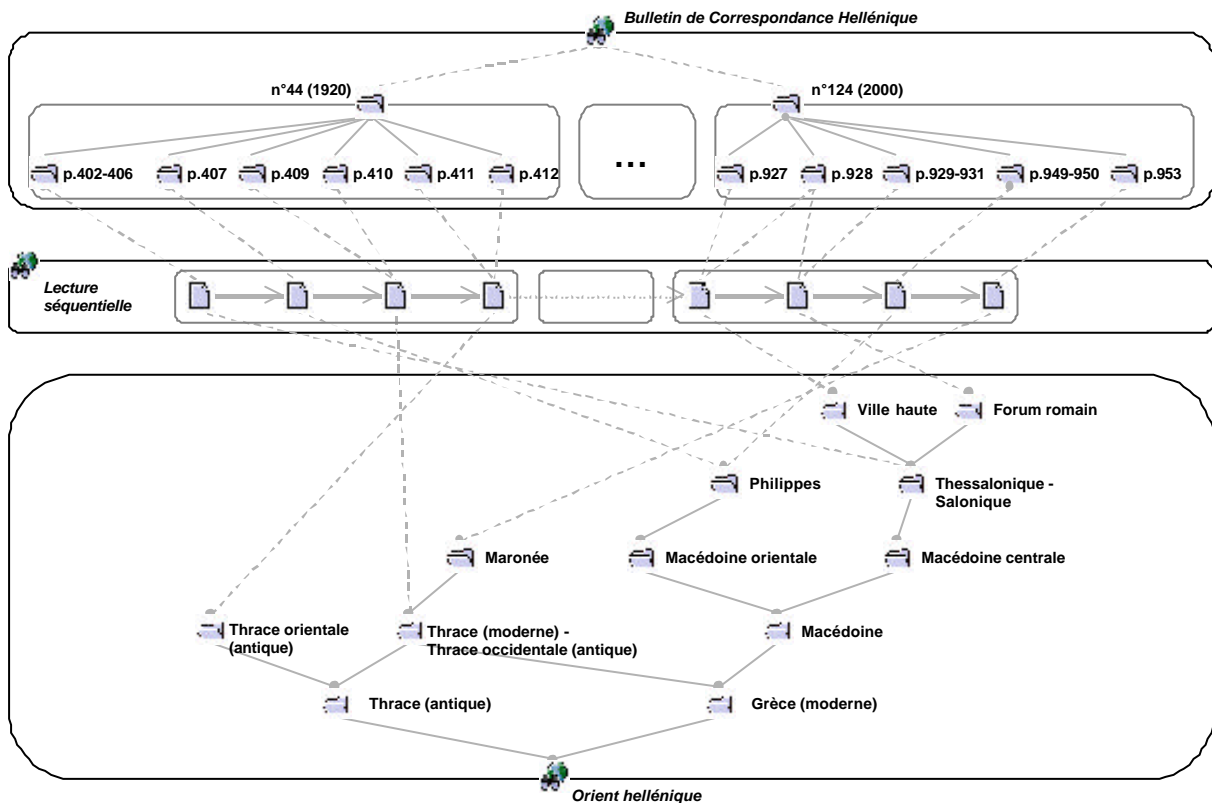 Bulletin de Correspondance Hellénique
n°44 (1920)
n°124 (2000)
...
p.402-406
p.407
p.409
p.410
p.411
p.412
p.927
p.928
p.929-931
p.949-950
p.953
Lecture
séquentielle
Ville haute
Forum romain
Philippes
Thessalonique -
Salonique
Maronée
Macédoine orientale
Macédoine centrale
Thrace orientale
(antique)
Thrace (moderne) -
Thrace occidentale (antique)
Macédoine
Thrace (antique)
Grèce (moderne)
Orient hellénique